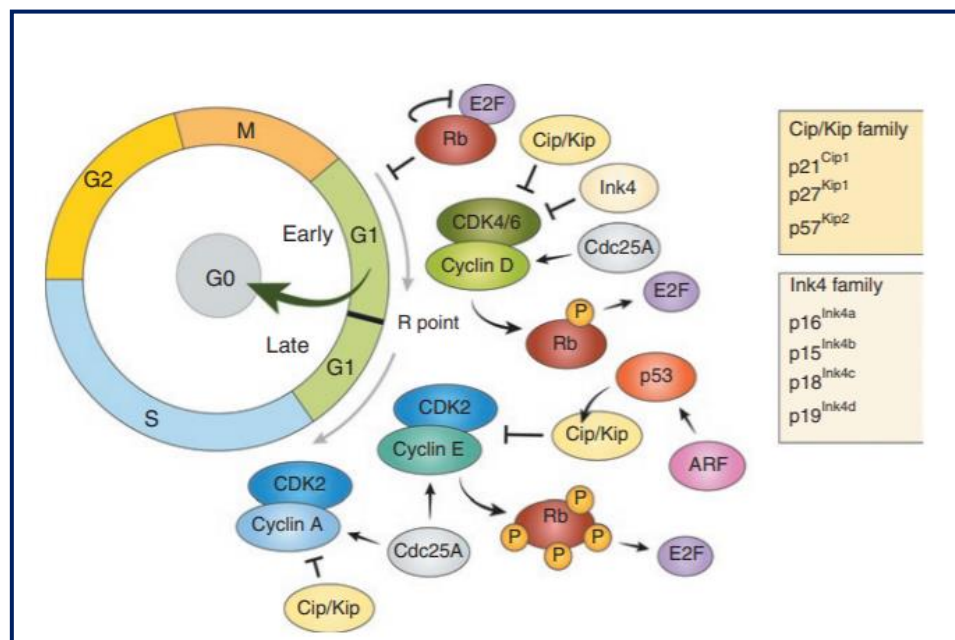 M
G2
G1
Early
G0
R point
Late
G1
S
E2F
Rb
Cip/Kip
Ink4
CDK4/6
Cyclin D
Cdc25A
P
E2F
Rb
p53
CDK2
Cyclin E
Cip/Kip
ARF
CDK2
Cyclin A
Cdc25A
Rb
P
P
P
P
E2F
Cip/Kip
Cip/Kip family
p21Cip1
p27Kip1
p57Kip2
Ink4 family
p16Ink4a
p15Ink4b
p18Ink4c
p19Ink4d